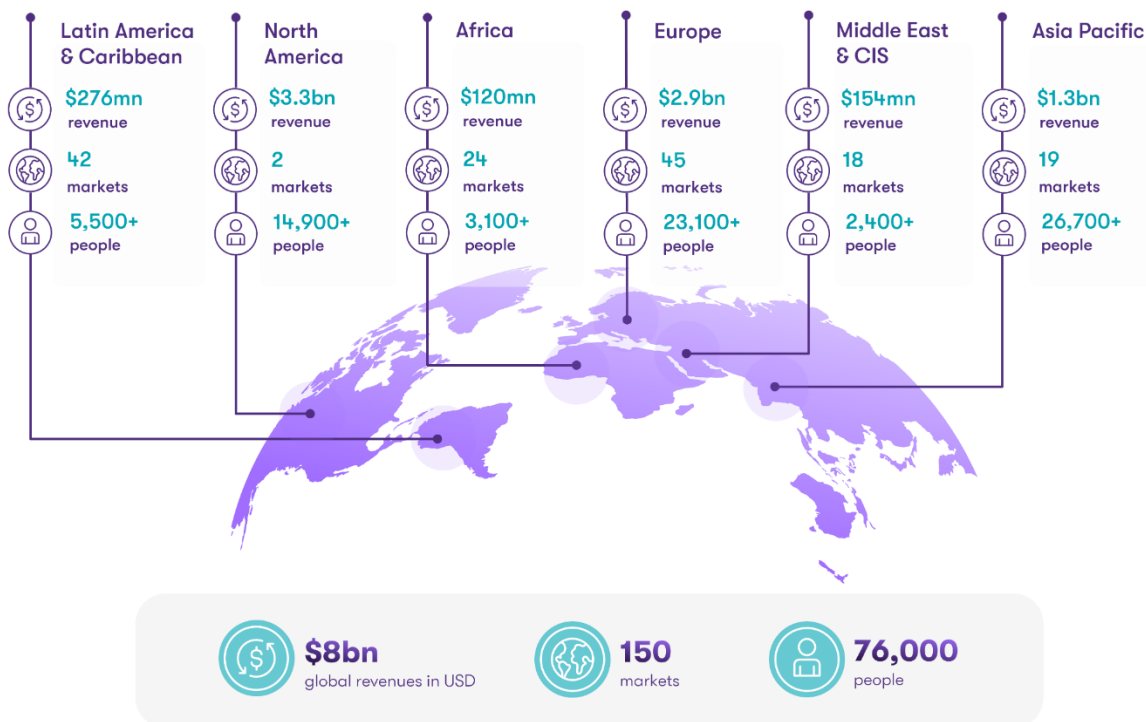 Latin America
& Caribbean
$276mn
revenue
42
markets
5,500+
people
North
America
$3.3bn
revenue
2
markets
14,900+
people
Africa
$120mn
revenue
24
markets
3,100+
people
Europe
$2.9bn
revenue
45
markets
23,100+
people
Middle East
& CIS
$154mn
revenue
18
markets
2,400+
people
Asia Pacific
$1.3bn
revenue
19
markets
26,700+
people
$8bn
global revenues in USD
150
markets
76,000
people